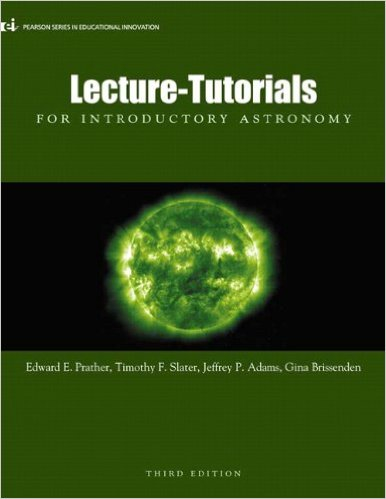 ei PEARSON SERIES IN EDUCATIONAL INNOVATION
Lecture-Tutorials
FOR INTRODUCTORY ASTRONOMY
Edward E. Prather, Timothy F. Slater, Jeffrey P. Adams, Gina Brissenden
THIRD EDITION